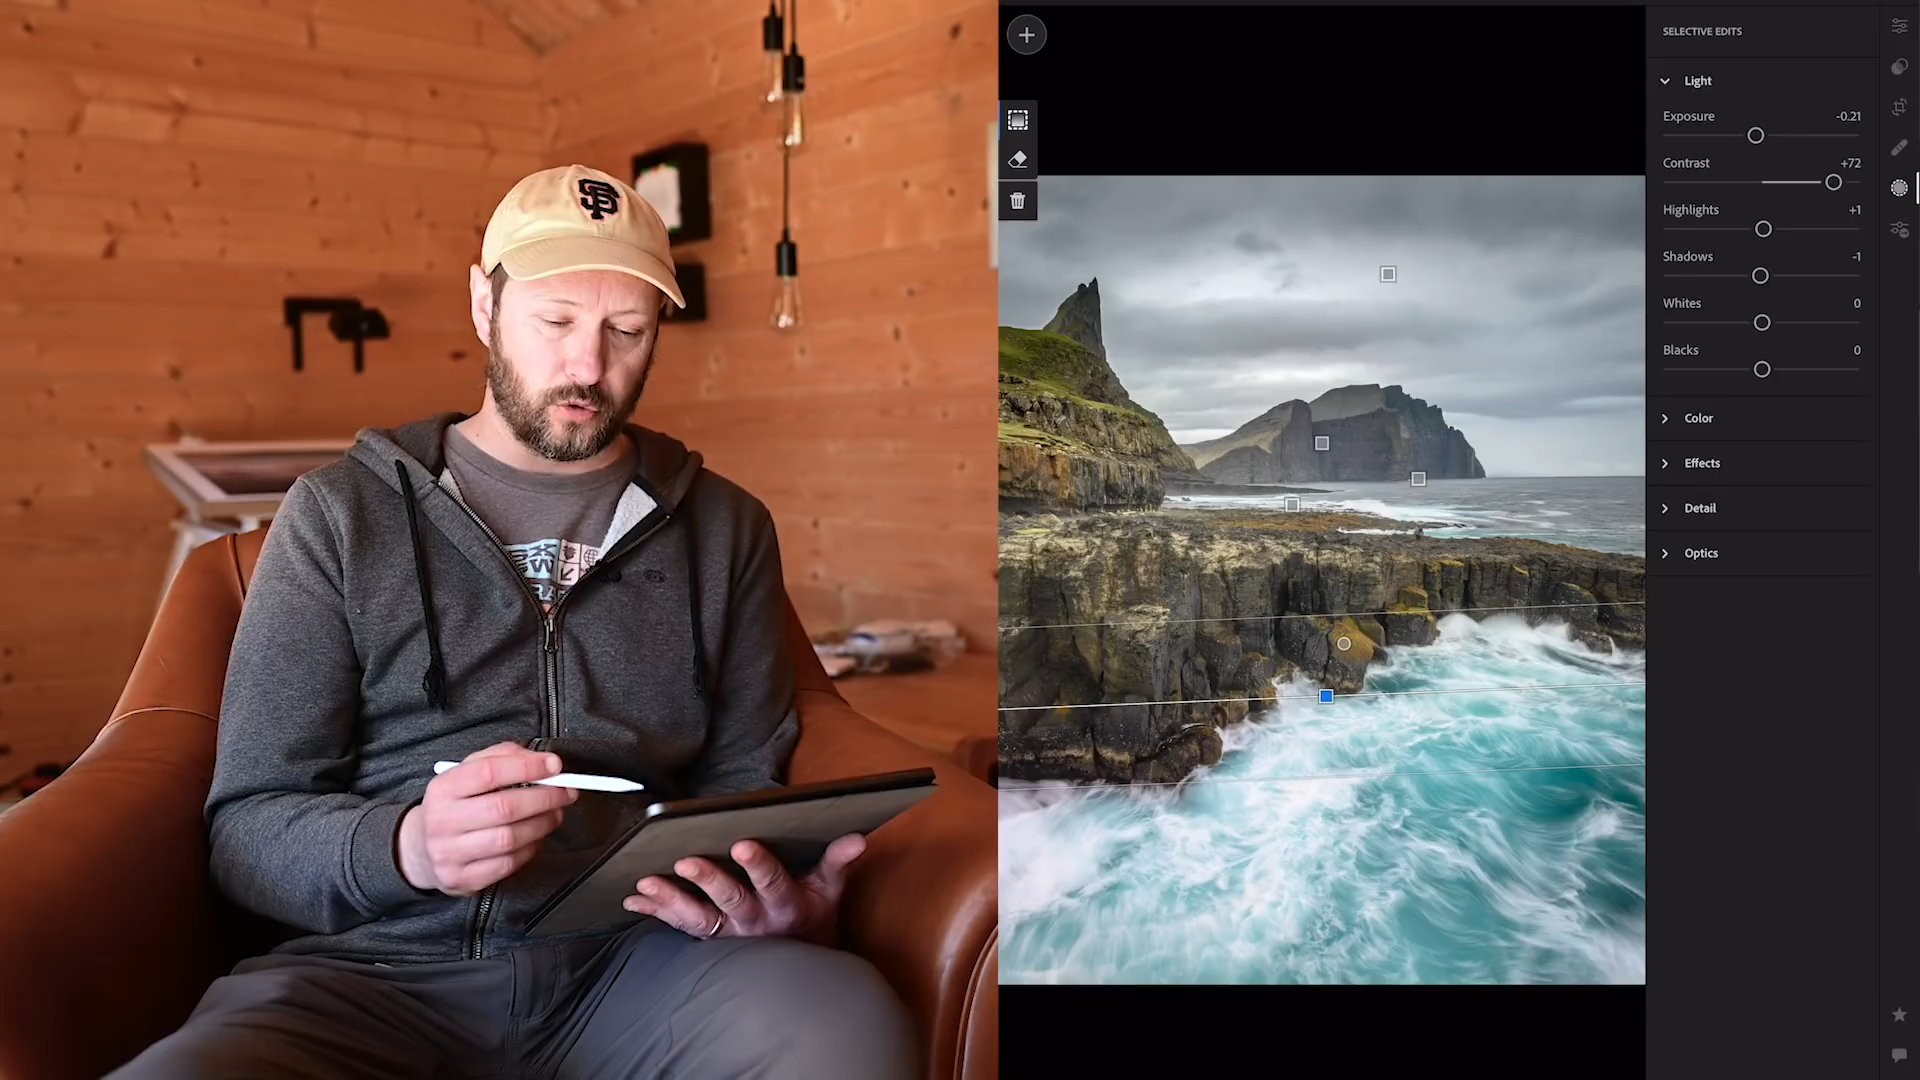 SF
SELECTIVE EDITS
Light
Exposure -0.21
Contrast +72
Highlights +1
Shadows -1
Whites 0
Blacks 0
Color
Effects
Detail
Optics